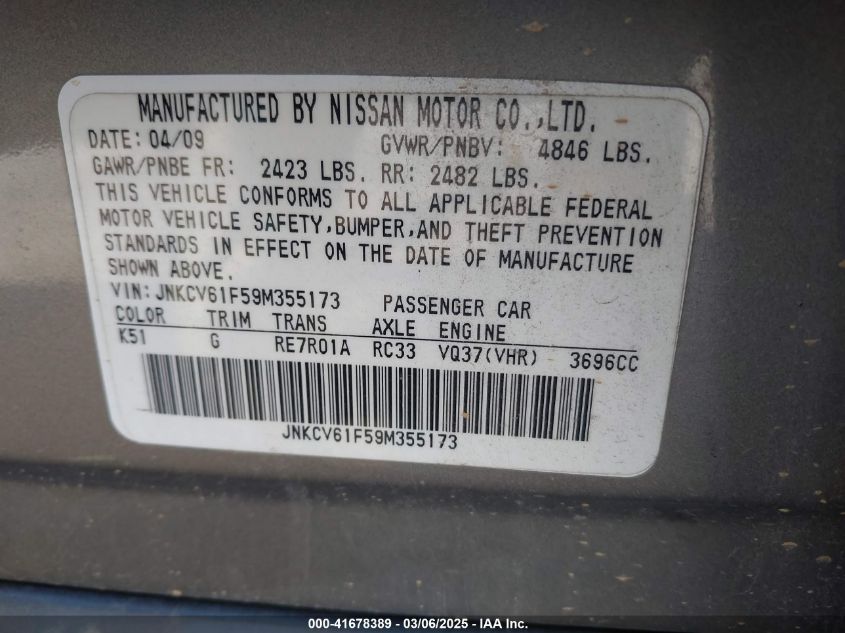 MANUFACTURED BY NISSAN MOTOR CO.,LTD.
DATE: 04/09 GVWR/PNBV: 4846 LBS.
GAWR/PNBE FR: 2423 LBS. RR: 2482 LBS.
THIS VEHICLE CONFORMS TO ALL APPLICABLE FEDERAL
MOTOR VEHICLE SAFETY,BUMPER,AND THEFT PREVENTION
STANDARDS IN EFFECT ON THE DATE OF MANUFACTURE
SHOWN ABOVE.
VIN:JNKCV61F59M355173 PASSENGER CAR
COLOR TRIM TRANS AXLE ENGINE
K51 G RE7R01A RC33 VQ37(VHR) 3696CC
JNKCV61F59M355173
000-41678389 - 03/06/2025 - IAA Inc.